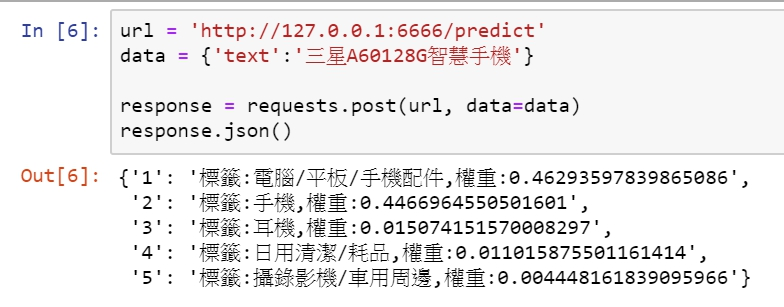 In [6]: url = 'http://127.0.0.1:6666/predict'
data = {'text':'三星A60128G智慧手機'}
response = requests.post(url, data=data)
response.json()
Out[6]: {'1': '標籤:電腦/平板/手機配件,權重:0.46293597839865086',
'2': '標籤:手機,權重:0.4466964550501601',
'3': '標籤:耳機,權重:0.015074151570008297',
'4': '標籤:日用清潔/耗品,權重:0.011015875501161414',
'5': '標籤:攝錄影機/車用周邊,權重:0.004448161839095966'}